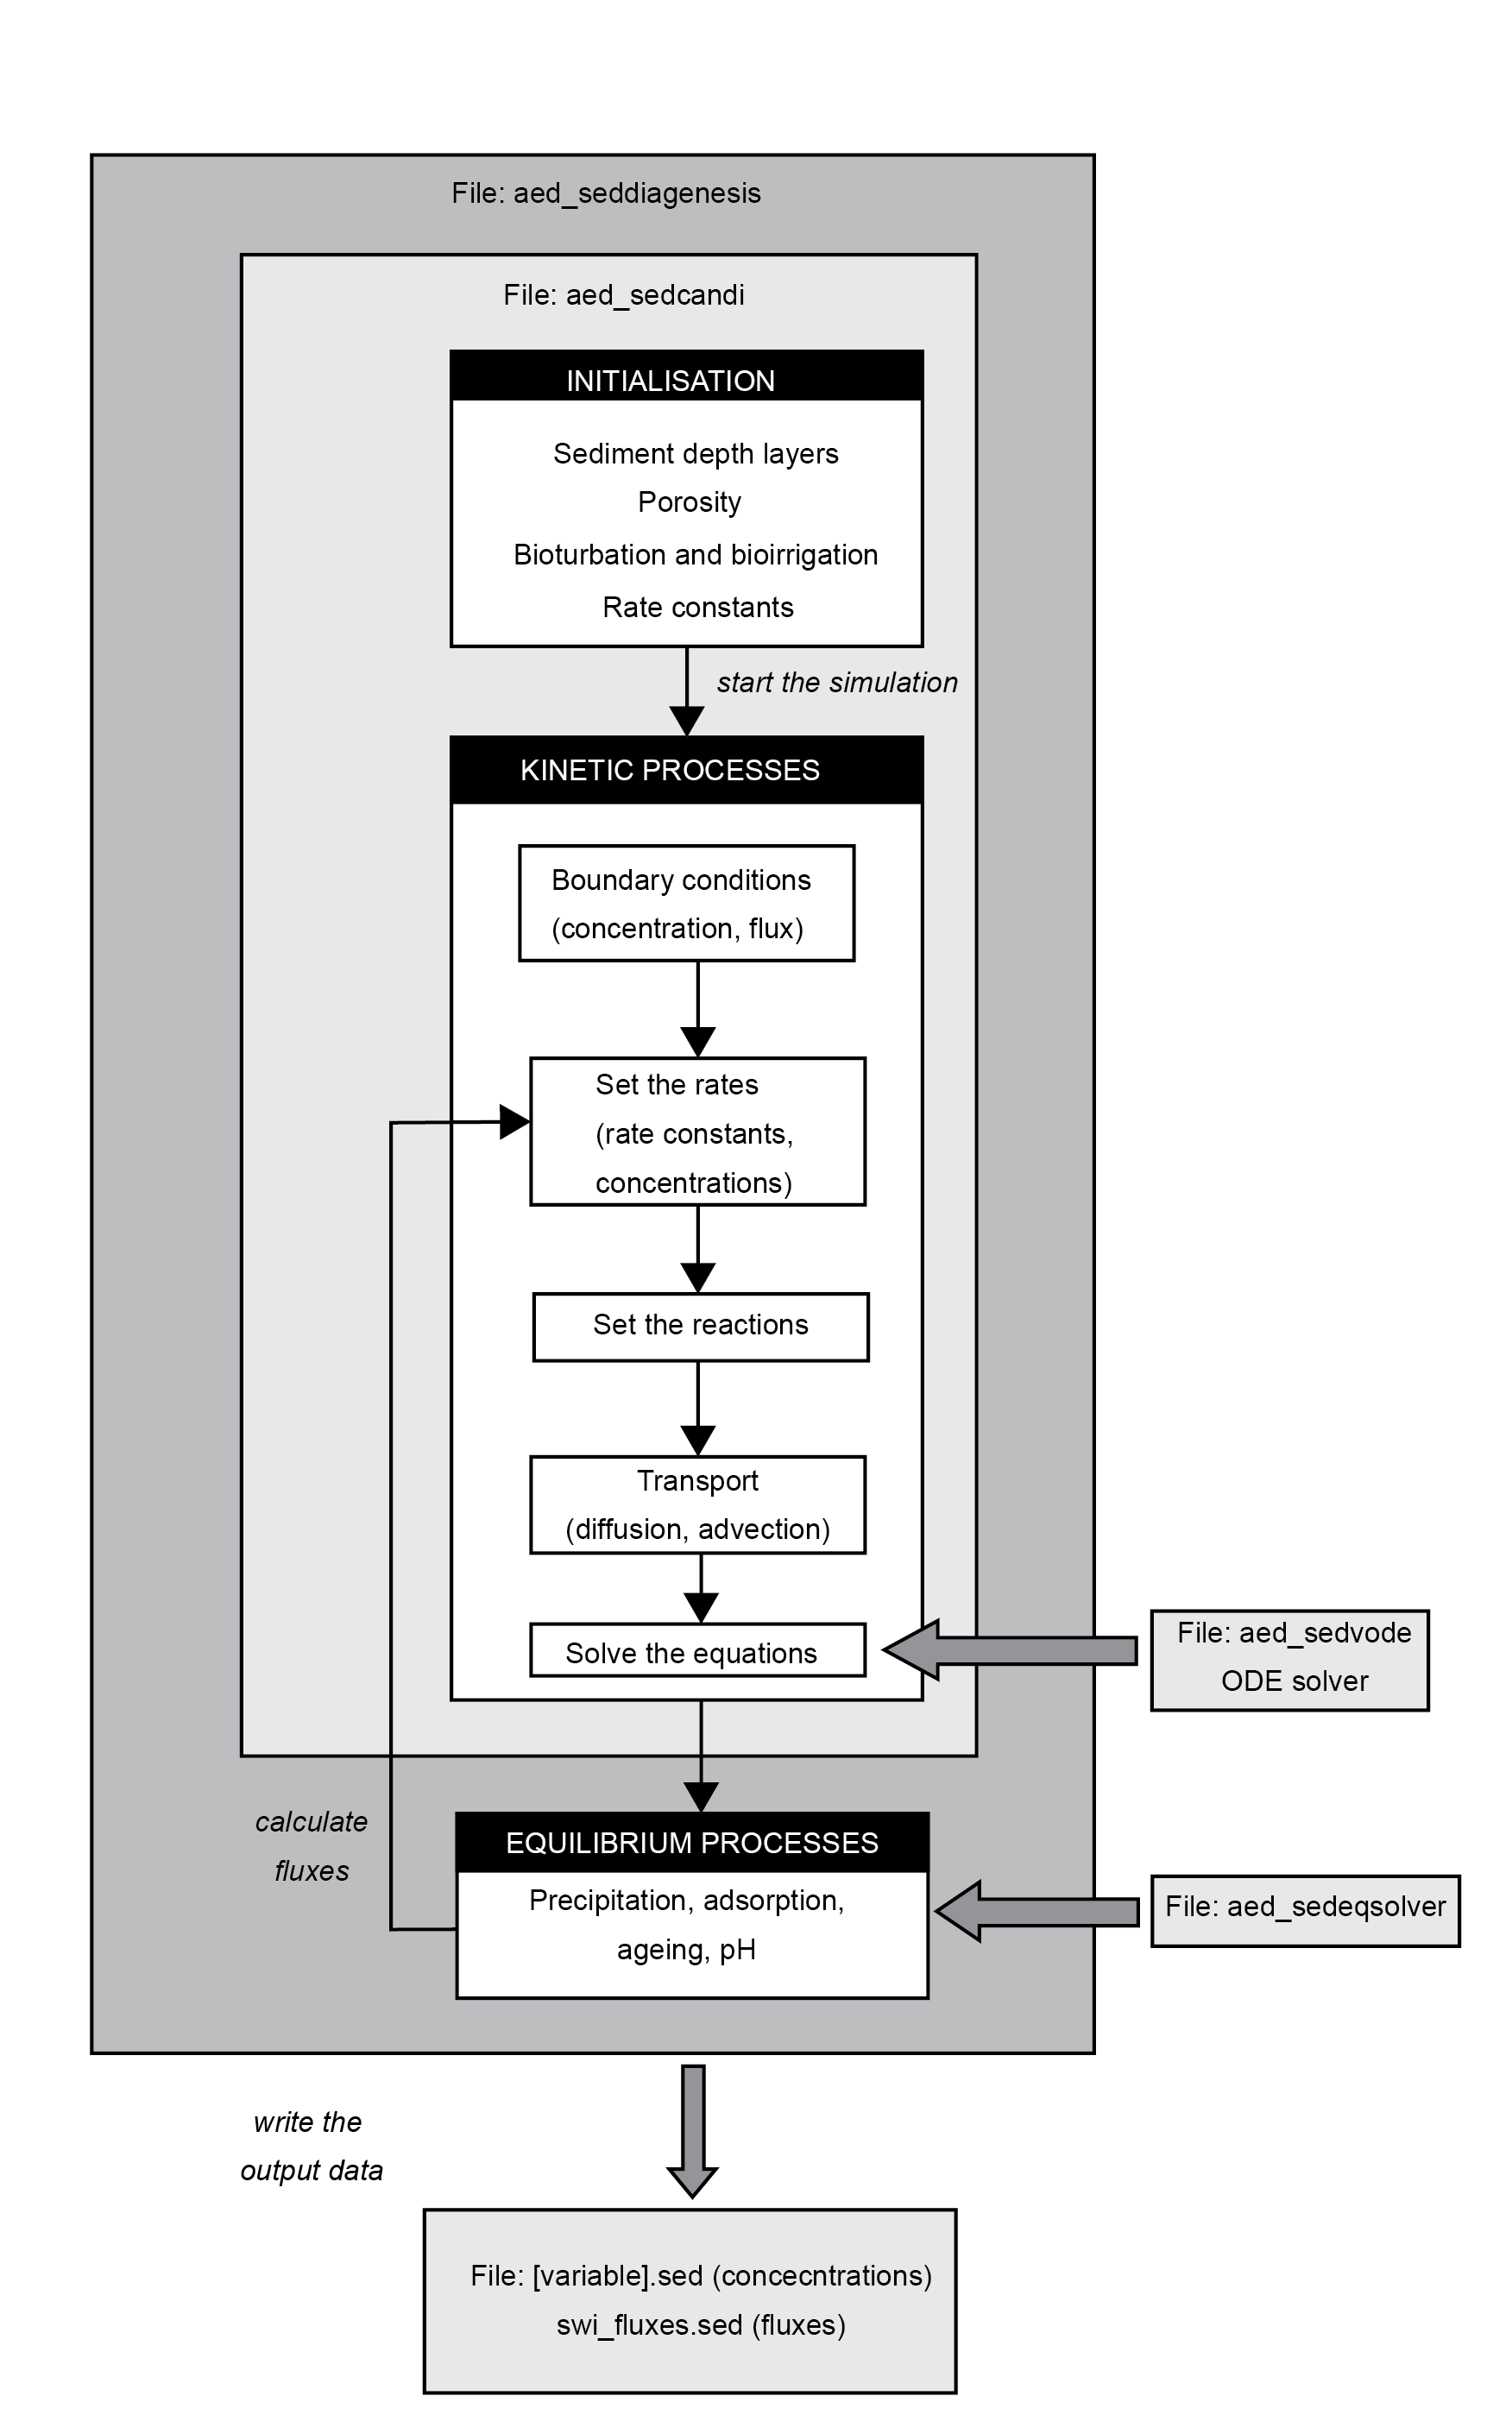 File: aed_seddiagenesis
File: aed_sedcandi
INITIALISATION
Sediment depth layers
Porosity
Bioturbation and bioirrigation
Rate constants
start the simulation
KINETIC PROCESSES
Boundary conditions
(concentration, flux)
Set the rates
(rate constants,
concentrations)
Set the reactions
Transport
(diffusion, advection)
Solve the equations
File: aed_sedvode
ODE solver
calculate
fluxes
EQUILIBRIUM PROCESSES
Precipitation, adsorption,
ageing, pH
File: aed_sedeqsolver
write the
output data
File: [variable].sed (concecntrations)
swi_fluxes.sed (fluxes)